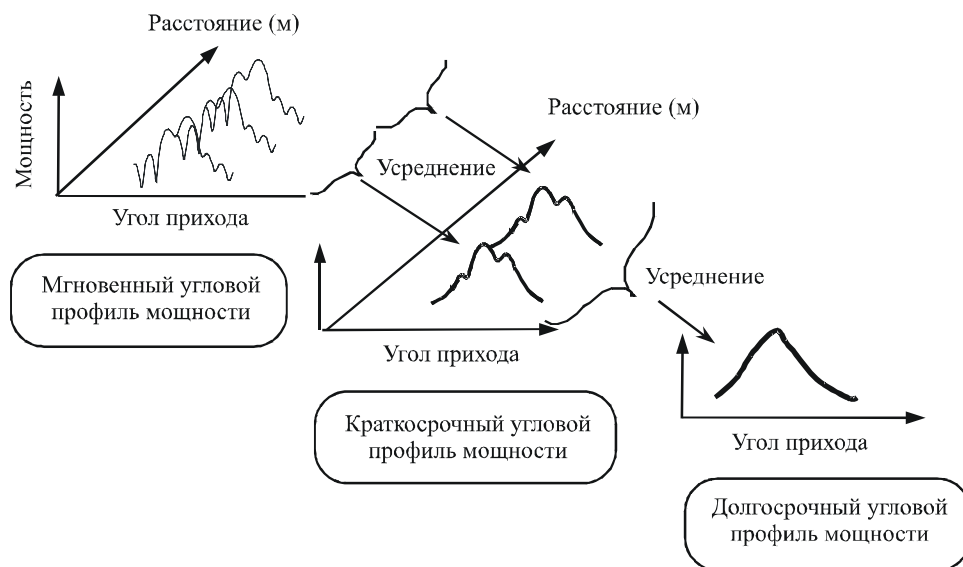 Расстояние (м)
Мощность
Угол прихода
Мгновенный угловой
профиль мощности
Усреднение
Расстояние (м)
Угол прихода
Краткосрочный угловой
профиль мощности
Усреднение
Угол прихода
Долгосрочный угловой
профиль мощности